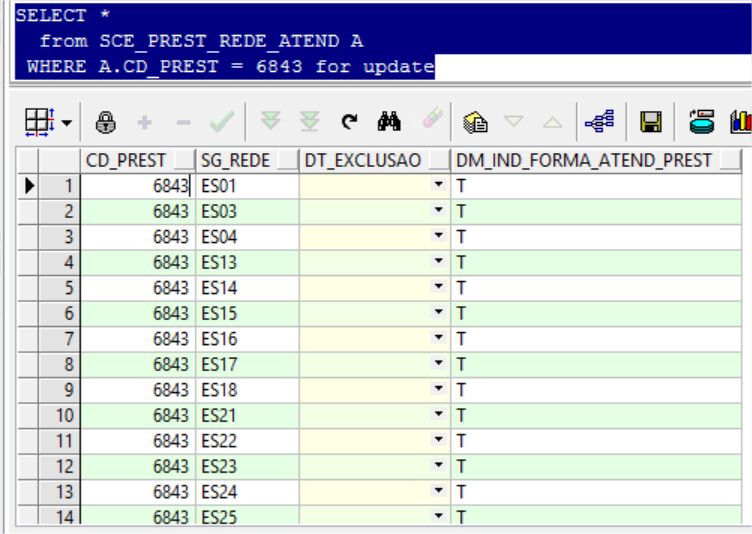 SELECT *
from SCE_PREST_REDE_ATEND A
WHERE A.CD_PREST = 6843 for update
CD_PREST SG_REDE DT_EXCLUSAO DM_IND_FORMA_ATEND_PREST
1 6843 ES01 T
2 6843 ES03 T
3 6843 ES04 T
4 6843 ES13 T
5 6843 ES14 T
6 6843 ES15 T
7 6843 ES16 T
8 6843 ES17 T
9 6843 ES18 T
10 6843 ES21 T
11 6843 ES22 T
12 6843 ES23 T
13 6843 ES24 T
14 6843 ES25 T